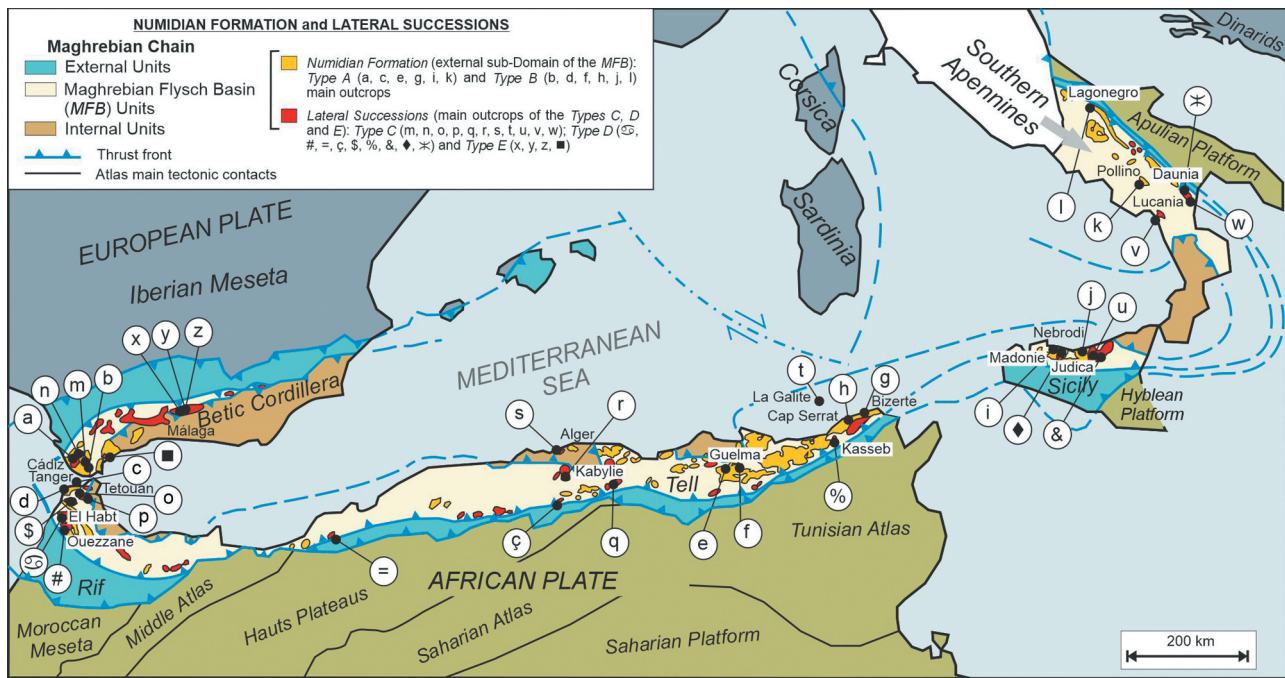 NUMIDIAN FORMATION and LATERAL SUCCESSIONS
Maghrebian Chain
External Units
Maghrebian Flysch Basin
(MFB) Units
Internal Units
Thrust front
Atlas main tectonic contacts
Numidian Formation (external sub-Domain of the MFB):
Type A (a, c, e, g, i, k) and Type B (b, d, f, h, j, l)
main outcrops
Lateral Successions (main outcrops of the Types C, D
and E): Type C (m, n, o, p, q, r, s, t, u, v, w); Type D (♋,
#, =, ç, $, %, &, ♦, ⚹) and Type E (x, y, z, ■)
Corsica
Dinarids
Southern
Apennines
Lagonegro
⚹
Apulian Platform
Pollino
Daunia
Lucania
l
k
v
w
EUROPEAN PLATE
Iberian Meseta
Sardinia
MEDITERRANEAN
SEA
x
y
z
n
m
b
a
Betic Cordillera
Málaga
Cádiz
Tanger
c
■
Tetouan
d
o
p
$
El Habt
Ouezzane
♋
#
Rif
s
Alger
r
Kabylie
Guelma
Tell
t
La Galite
h
g
Bizerte
Cap Serrat
Kasseb
%
j
u
Nebrodi
Madonie
Judica
Sicily
Hyblean
Platform
i
♦
&
=
ç
q
e
f
Tunisian Atlas
AFRICAN PLATE
Moroccan
Meseta
Middle Atlas
Hauts Plateaus
Saharian Atlas
Saharian Platform
200 km